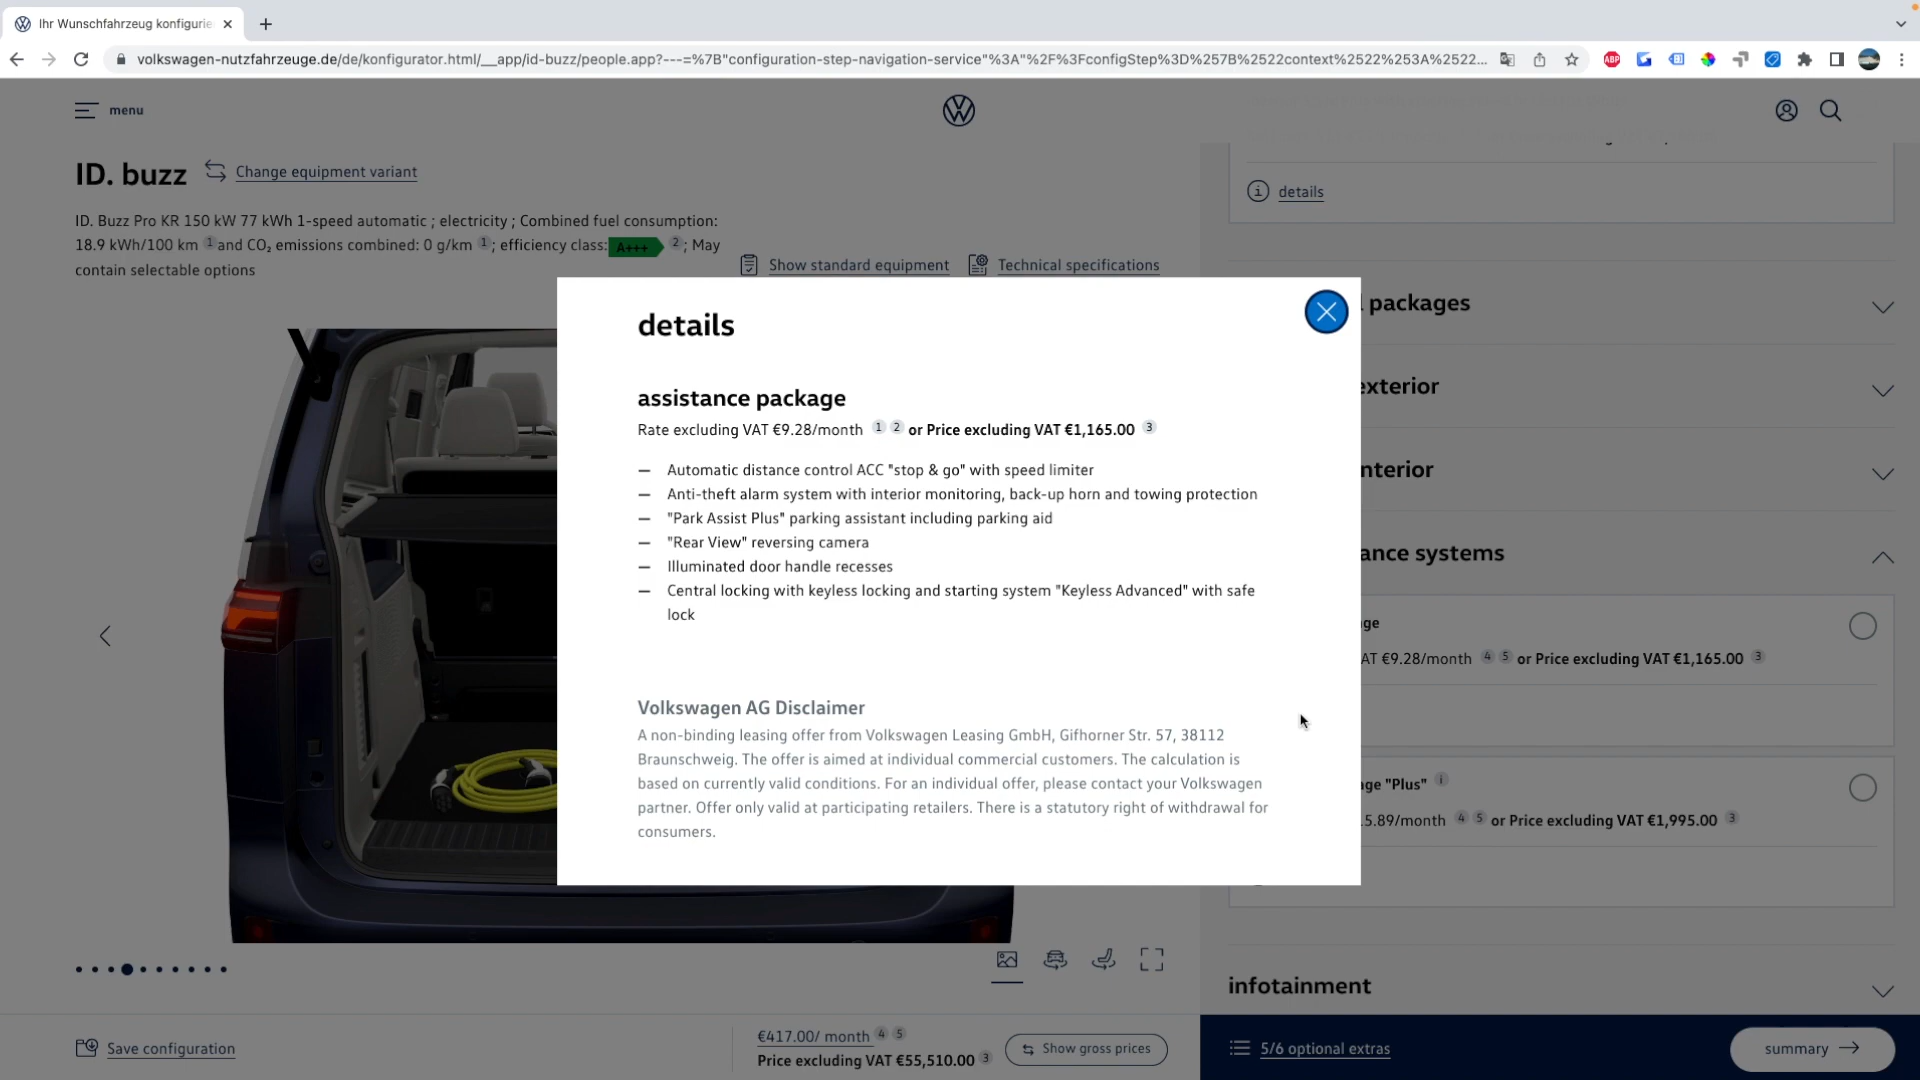 Ihr Wunschfahrzeug konfigurie
volkswagen-nutzfahrzeuge.de/de/konfigurator.html/__app/id-buzz/people.app?---=%7B"configuration-step-navigation-service"%3A"%2F%3FconfigStep%3D%257B%2522context%2522%253A%2522...
ABP
menu
ID. buzz
Change equipment variant
details
ID. Buzz Pro KR 150 kW 77 kWh 1-speed automatic ; electricity ; Combined fuel consumption:
18.9 kWh/100 km 1 and CO₂ emissions combined: 0 g/km 1; efficiency class: A+++ 2; May
contain selectable options
Show standard equipment
Technical specifications
details
assistance package
Rate excluding VAT €9.28/month 1 2 or Price excluding VAT €1,165.00 3
— Automatic distance control ACC "stop & go" with speed limiter
— Anti-theft alarm system with interior monitoring, back-up horn and towing protection
— "Park Assist Plus" parking assistant including parking aid
— "Rear View" reversing camera
— Illuminated door handle recesses
— Central locking with keyless locking and starting system "Keyless Advanced" with safe
lock
Volkswagen AG Disclaimer
A non-binding leasing offer from Volkswagen Leasing GmbH, Gifhorner Str. 57, 38112
Braunschweig. The offer is aimed at individual commercial customers. The calculation is
based on currently valid conditions. For an individual offer, please contact your Volkswagen
partner. Offer only valid at participating retailers. There is a statutory right of withdrawal for
consumers.
packages
exterior
nterior
ance systems
ge
AT €9.28/month 4 5 or Price excluding VAT €1,165.00 3
ge "Plus" i
5.89/month 4 5 or Price excluding VAT €1,995.00 3
infotainment
Save configuration
€417.00/ month 4 5
Price excluding VAT €55,510.00 3
Show gross prices
5/6 optional extras
summary